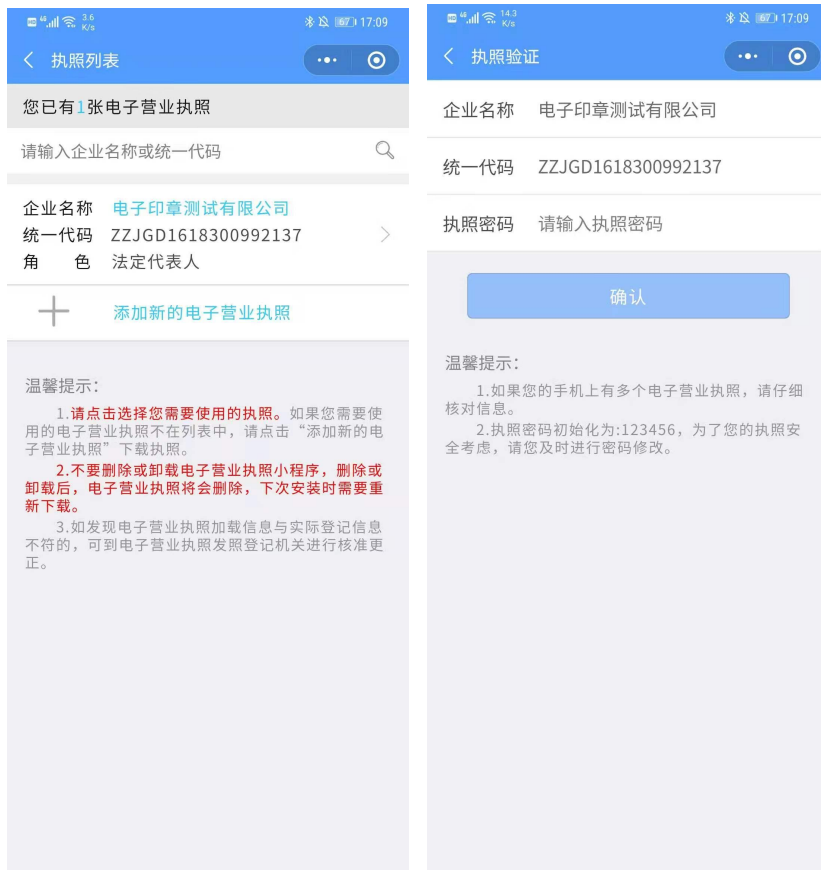 HD 4G 3.6 K/s 67 17:09
执照列表
您已有1张电子营业执照
请输入企业名称或统一代码
企业名称 电子印章测试有限公司
统一代码 ZZJGD1618300992137
角 色 法定代表人
添加新的电子营业执照
温馨提示：
1.请点击选择您需要使用的执照。如果您需要使
用的电子营业执照不在列表中，请点击“添加新的电
子营业执照”下载执照。
2.不要删除或卸载电子营业执照小程序，删除或
卸载后，电子营业执照将会删除，下次安装时需要重
新下载。
3.如发现电子营业执照加载信息与实际登记信息
不符的，可到电子营业执照发照登记机关进行核准更
正。
HD 4G 14.3 K/s 67 17:09
执照验证
企业名称 电子印章测试有限公司
统一代码 ZZJGD1618300992137
执照密码 请输入执照密码
确认
温馨提示：
1.如果您的手机上有多个电子营业执照，请仔细
核对信息。
2.执照密码初始化为:123456，为了您的执照安
全考虑，请您及时进行密码修改。